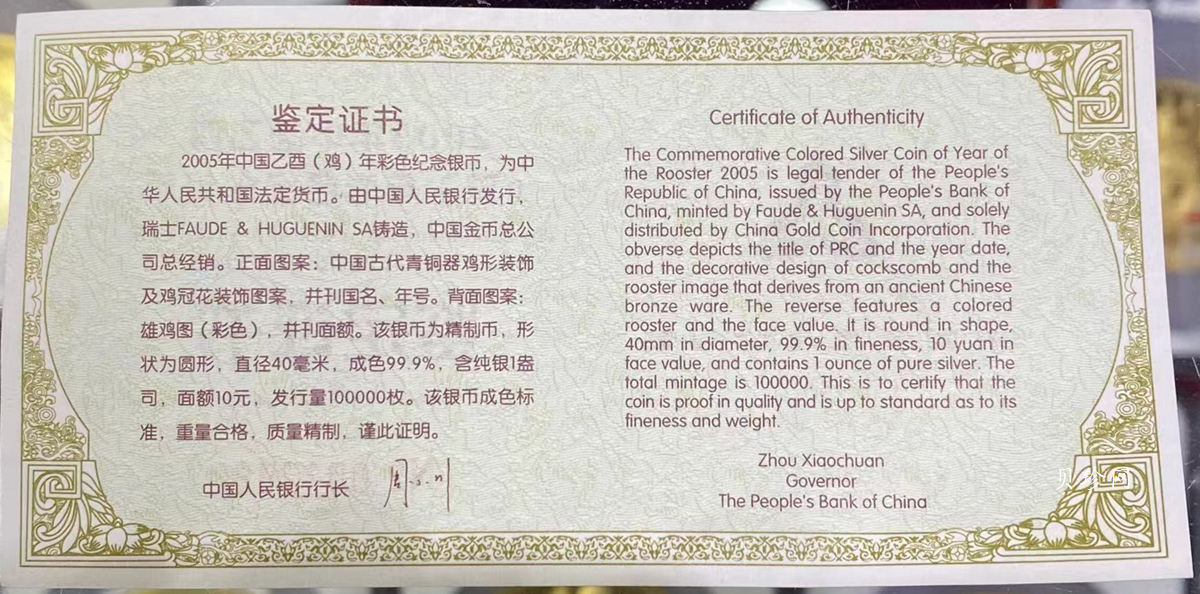 鉴定证书
2005年中国乙酉（鸡）年彩色纪念银币，为中
华人民共和国法定货币。由中国人民银行发行，
瑞士FAUDE & HUGUENIN SA铸造，中国金币总公
司总经销。正面图案：中国古代青铜器鸡形装饰
及鸡冠花装饰图案，并刊国名、年号。背面图案：
雄鸡图（彩色），并刊面额。该银币为精制币，形
状为圆形，直径40毫米，成色99.9%，含纯银1盎
司，面额10元，发行量100000枚。该银币成色标
准，重量合格，质量精制，谨此证明。
中国人民银行行长
Certificate of Authenticity
The Commemorative Colored Silver Coin of Year of
the Rooster 2005 is legal tender of the People's
Republic of China, issued by the People's Bank of
China, minted by Faude & Huguenin SA, and solely
distributed by China Gold Coin Incorporation. The
obverse depicts the title of PRC and the year date,
and the decorative design of cockscomb and the
rooster image that derives from an ancient Chinese
bronze ware. The reverse features a colored
rooster and the face value. It is round in shape,
40mm in diameter, 99.9% in fineness, 10 yuan in
face value, and contains 1 ounce of pure silver. The
total mintage is 100000. This is to certify that the
coin is proof in quality and is up to standard as to its
fineness and weight.
Zhou Xiaochuan
Governor
The People's Bank of China